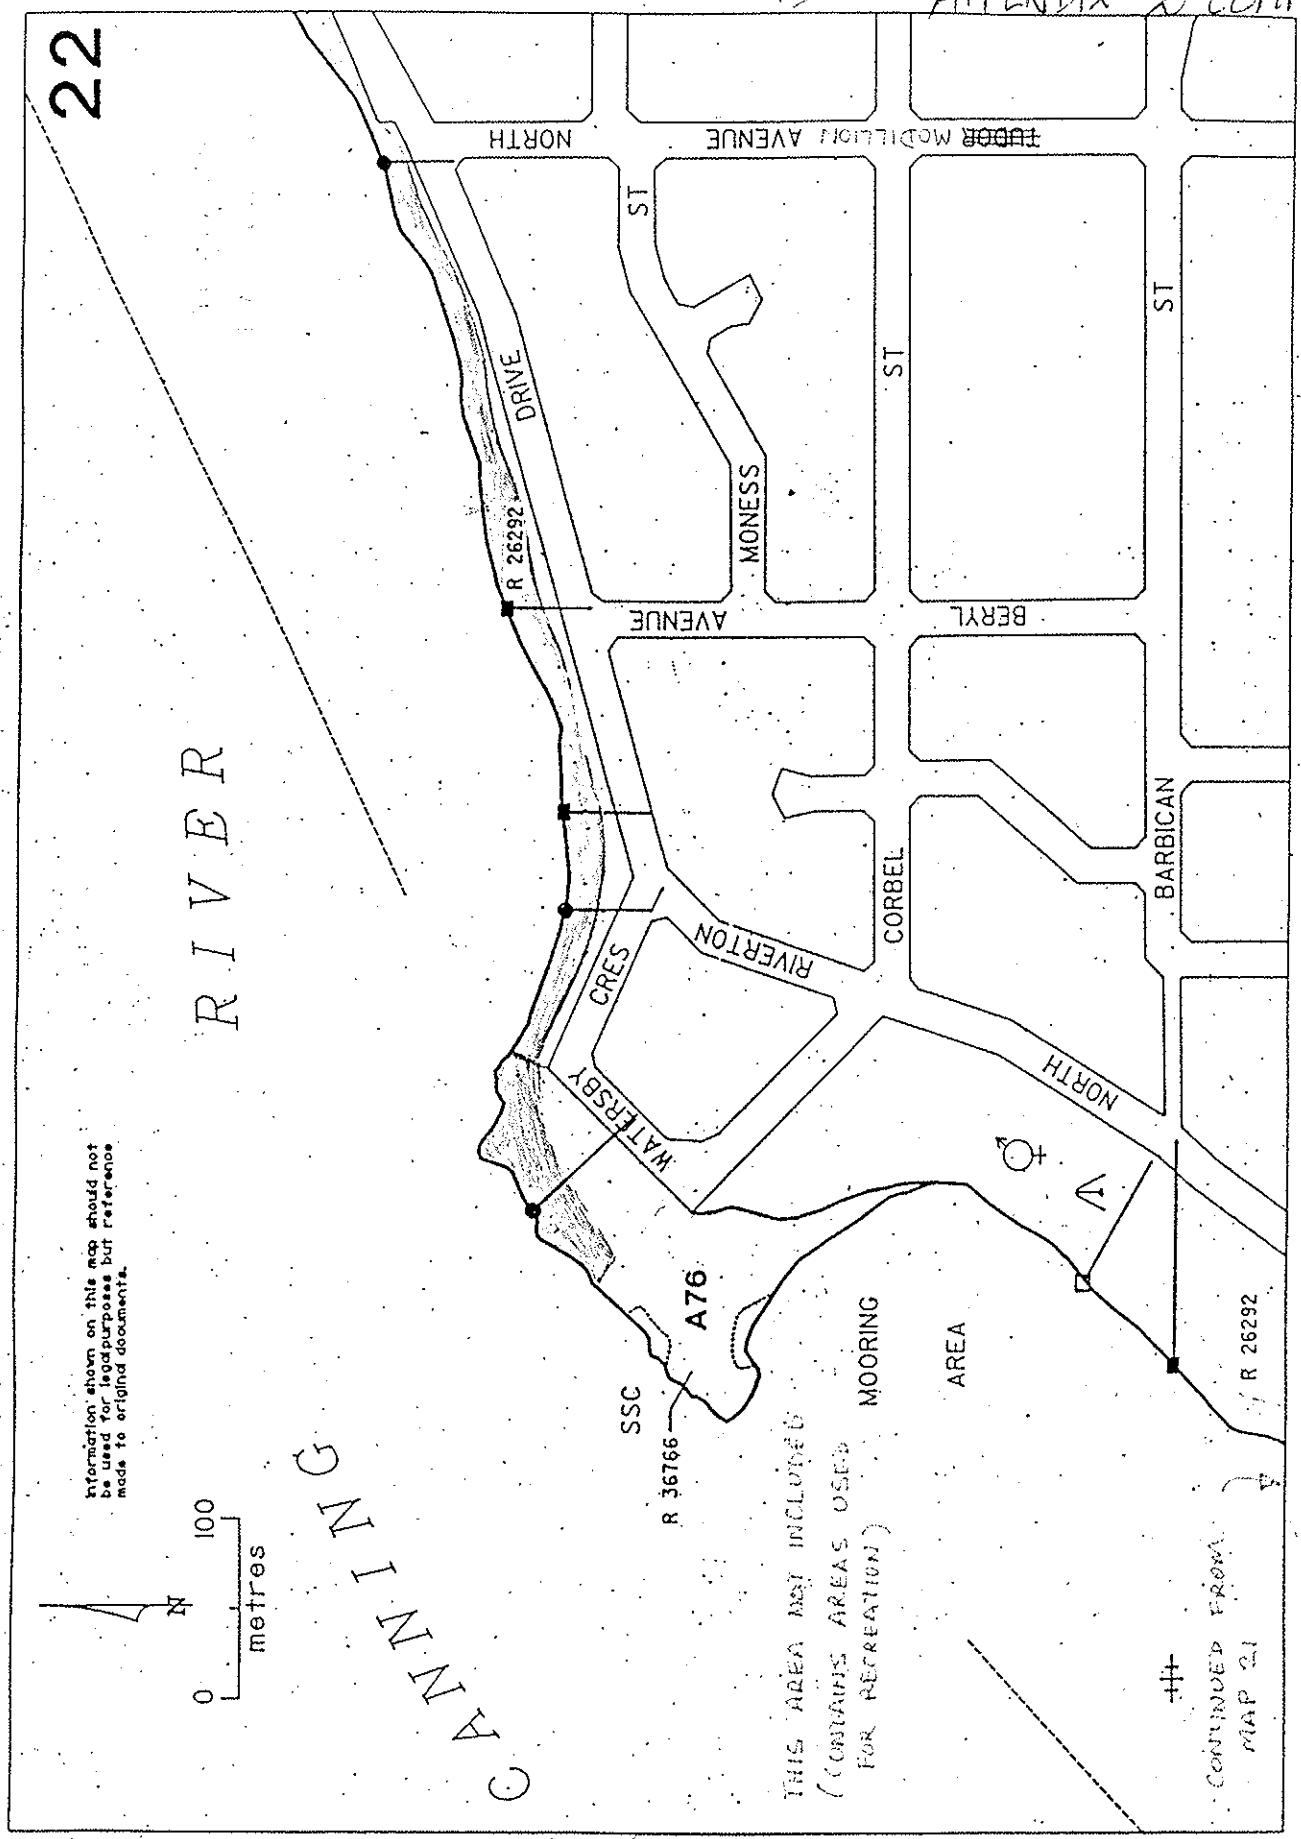 22
APPENDIX 2
Information shown on this map should not
be used for legal purposes but reference
made to original documents.
N
0 100
metres
CANNING
RIVER
R 26292
DRIVE
NORTH
AVENUE
MODILLION
TUDOR
ST
MONESS
ST
ST
AVENUE
BERYL
CRES
WATERSBY
RIVERTON
CORBEL
BARBICAN
NORTH
A76
SSC
R 36766
MOORING
AREA
R 26292
THIS AREA NOT INCLUDED
(CONTAINS AREAS USED
FOR RECREATION)
CONTINUED FROM
MAP 21